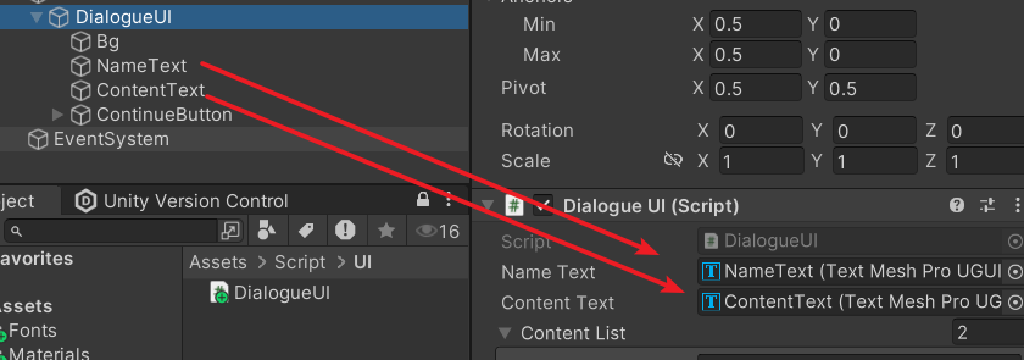 DialogueUI
Bg
NameText
ContentText
ContinueButton
EventSystem
Min X 0.5 Y 0
Max X 0.5 Y 0
Pivot X 0.5 Y 0.5
Rotation X 0 Y 0 Z 0
Scale X 1 Y 1 Z 1
ject Unity Version Control
16
avorites
ssets
Fonts
Materials
Assets > Script > UI
DialogueUI
# Dialogue UI (Script)
Script # DialogueUI
Name Text T NameText (Text Mesh Pro UGUI
Content Text T ContentText (Text Mesh Pro UG
Content List 2